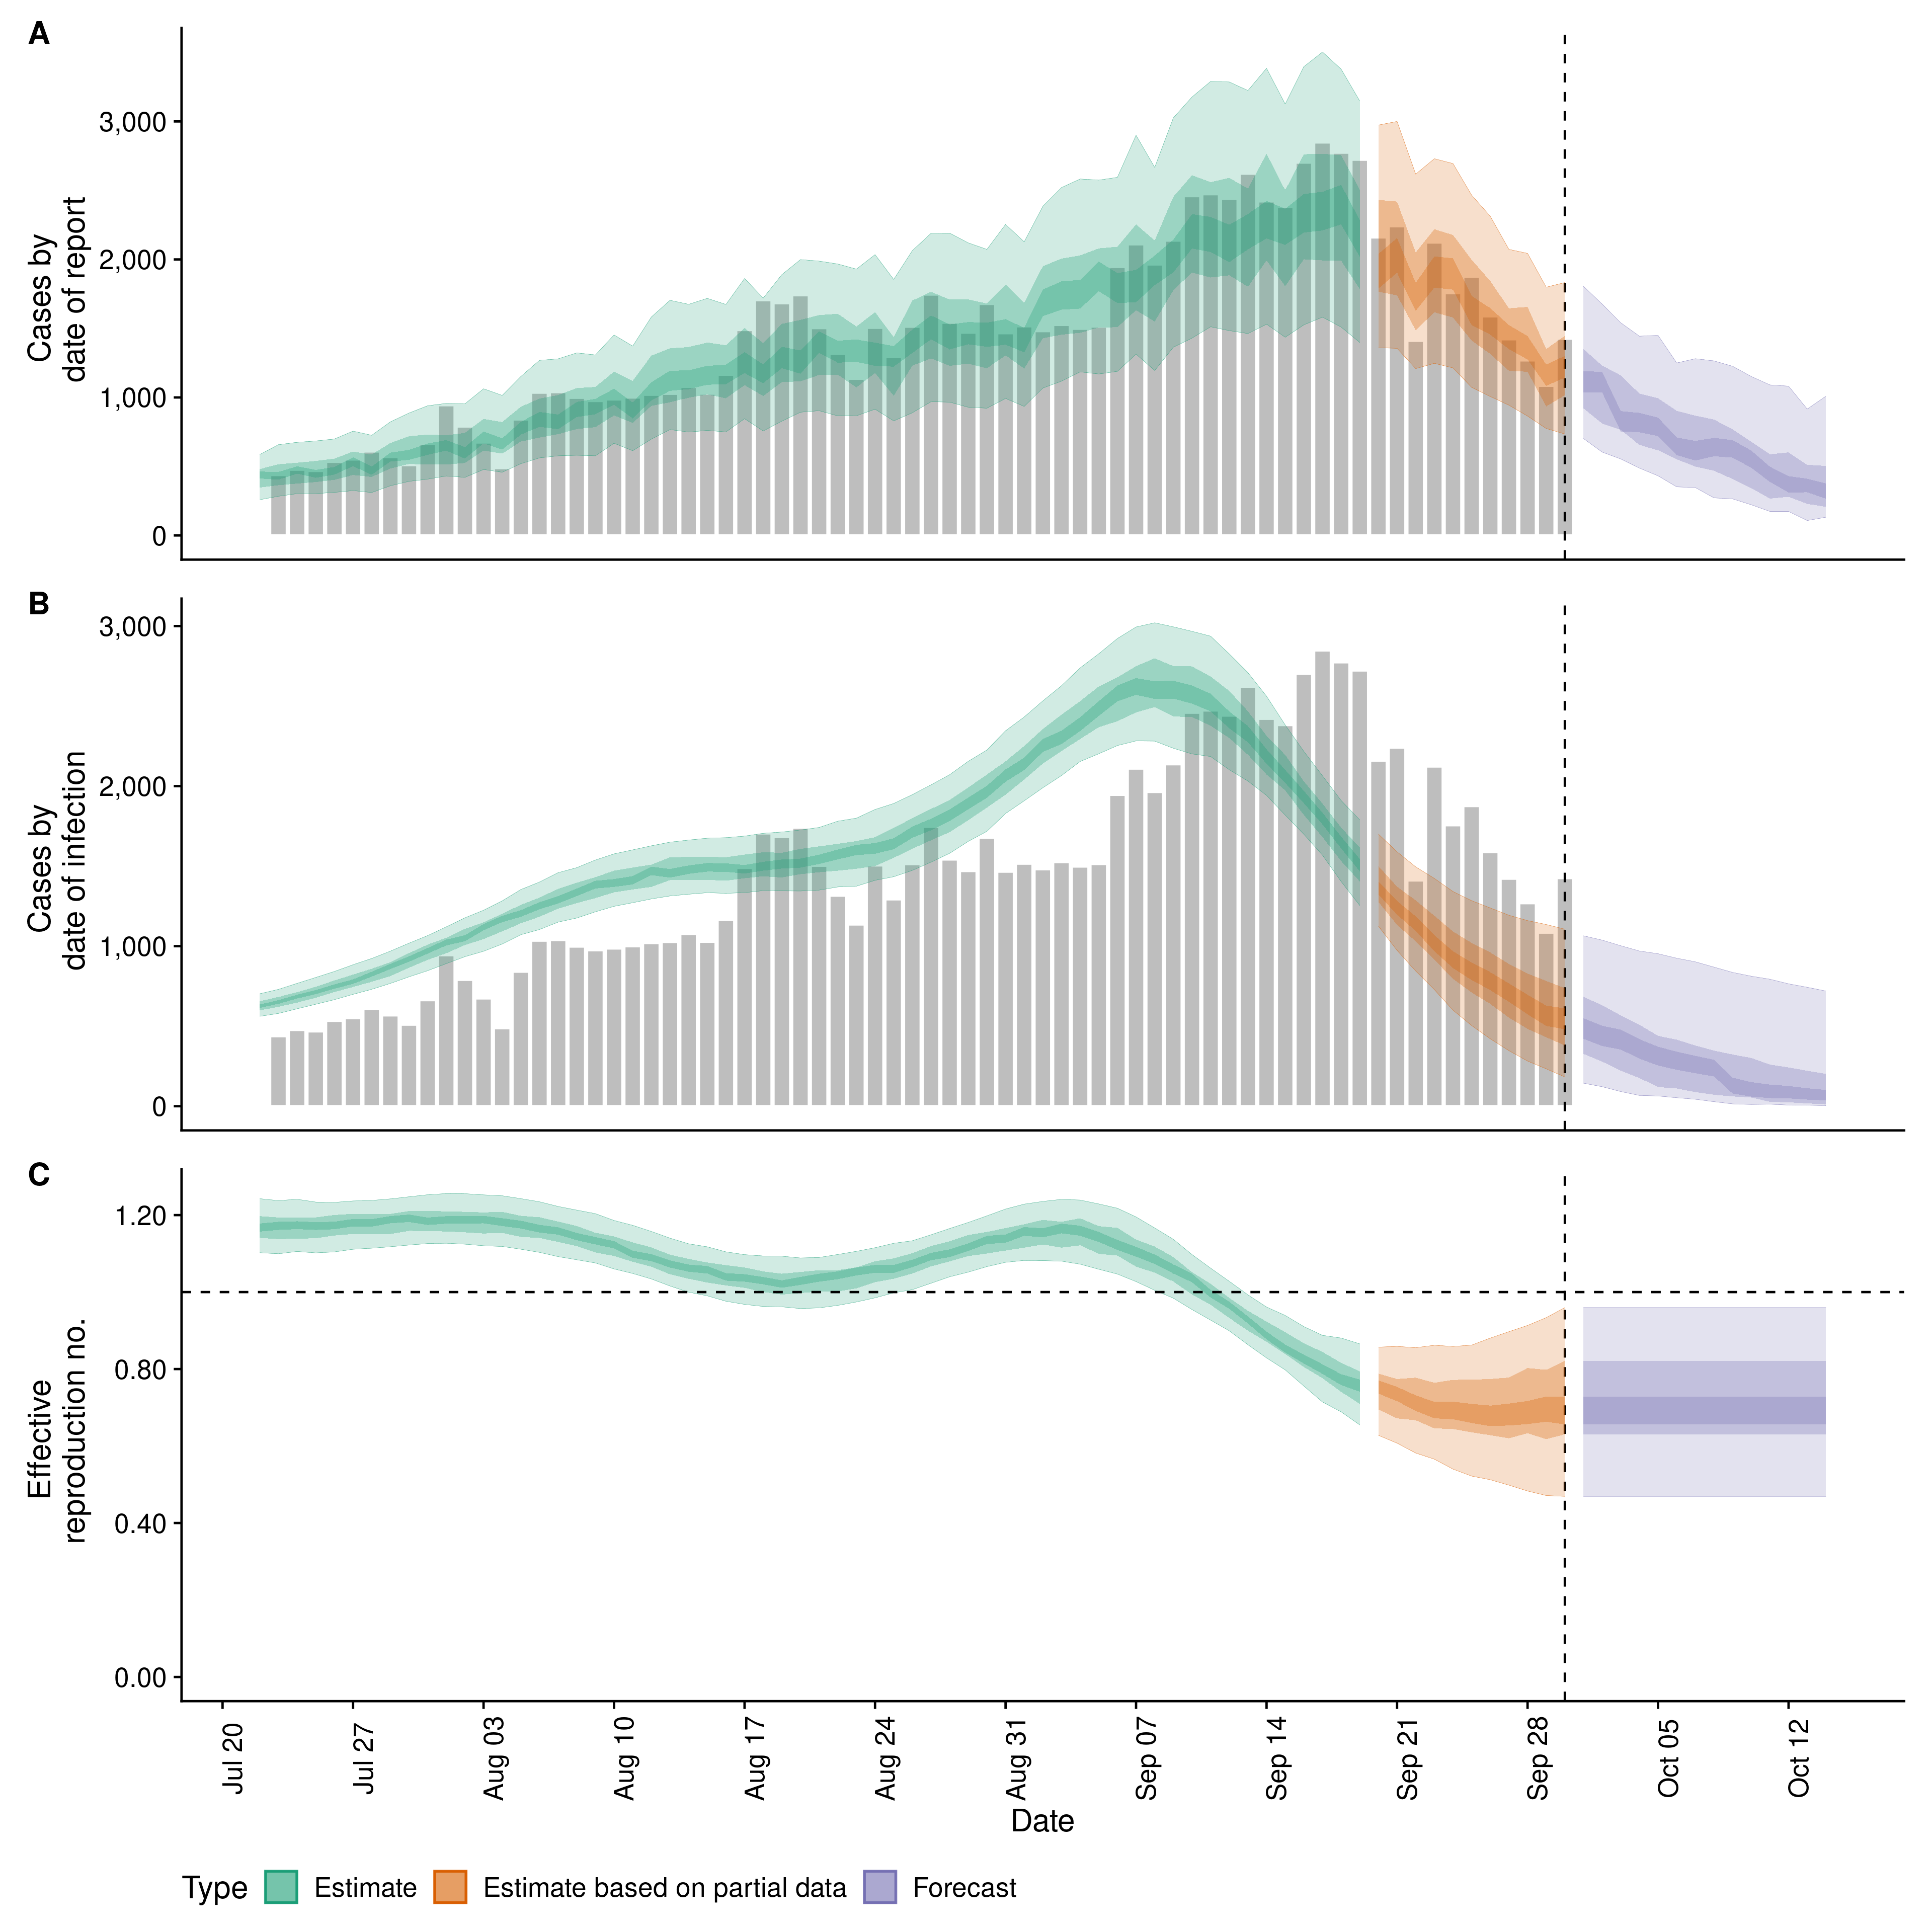 A
Cases by
date of report
3,000
2,000
1,000
0
B
Cases by
date of infection
3,000
2,000
1,000
0
C
Effective
reproduction no.
1.20
0.80
0.40
0.00
Jul 20
Jul 27
Aug 03
Aug 10
Aug 17
Aug 24
Aug 31
Sep 07
Sep 14
Sep 21
Sep 28
Oct 05
Oct 12
Date
Type Estimate Estimate based on partial data Forecast